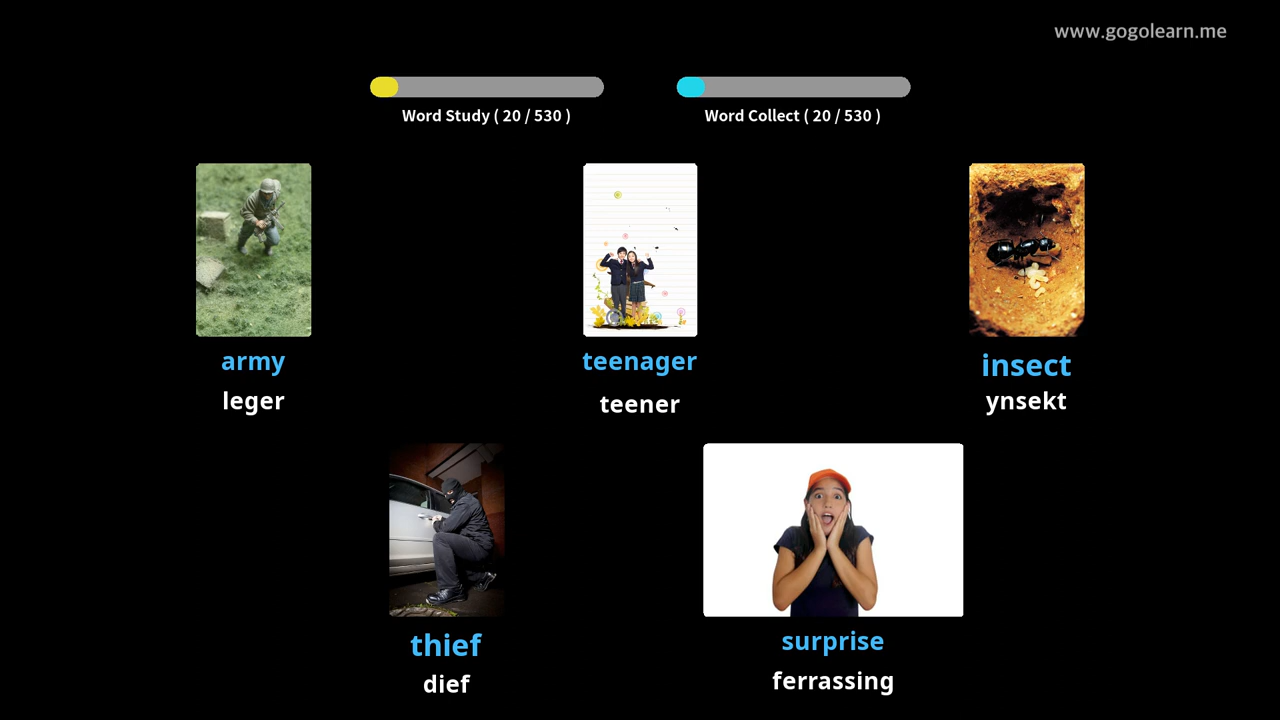 www.gogolearn.me
Word Study ( 20 / 530 )
Word Collect ( 20 / 530 )
army
teenager
insect
leger
teener
ynsekt
thief
surprise
dief
ferrassing